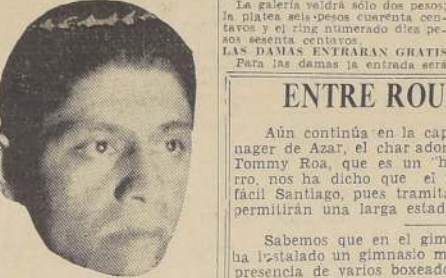 La galería valdrá sólo dos pesos;
la platea seis pesos cuarenta cen-
tavos y el ring numerado diez pe-
sos sesenta centavos.
LAS DAMAS ENTRARAN GRATIS
Para las damas la entrada será
ENTRE ROU
Aún continúa en la cap
nager de Azar, el charador
Tommy Roa, que es un "h
rro, nos ha dicho que el
fácil Santiago, pues tramita
permitirán una larga estad
Sabemos que en el gim
ha instalado un gimnasio m
presencia de varios boxeado